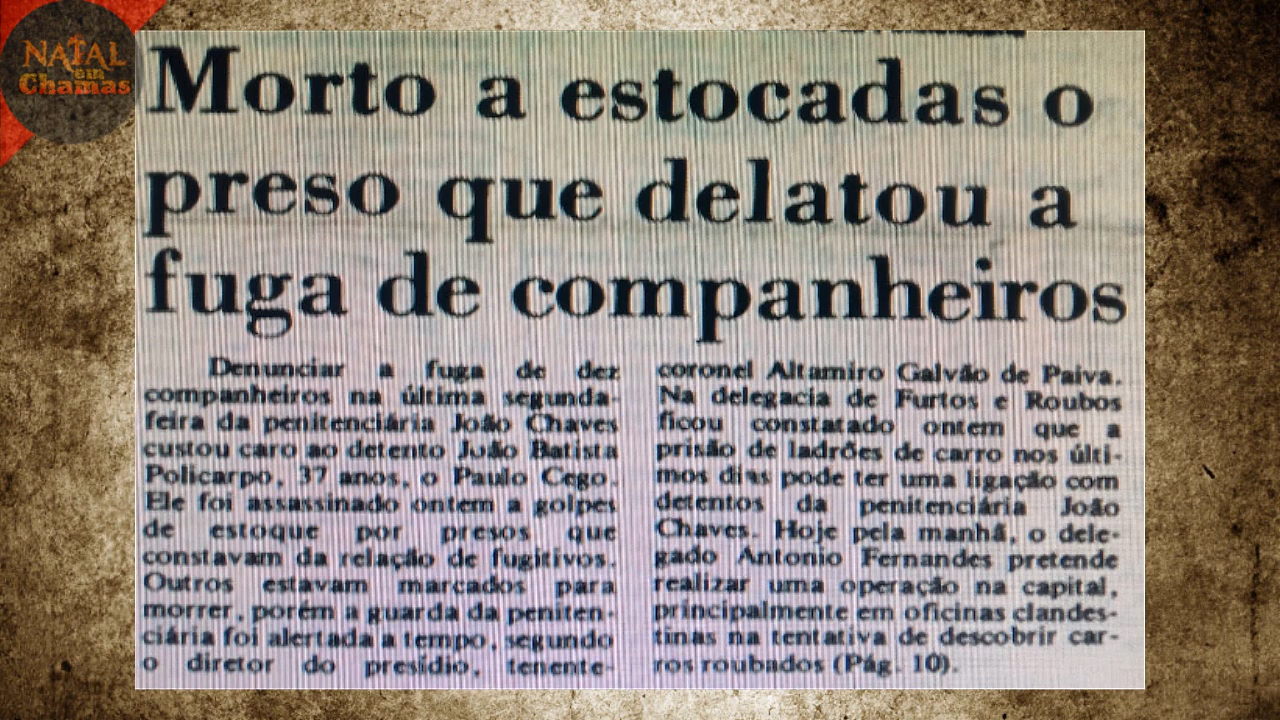 NATAL
em
Chamas
Morto a estocadas o
preso que delatou a
fuga de companheiros
Denunciar a fuga de dez
companheiros na última segunda-
feira da penitenciária João Chaves
custou caro ao detento João Batista
Policarpo, 37 anos, o Paulo Cego.
Ele foi assassinado ontem a golpes
de estoque por presos que
constavam da relação de fugitivos.
Outros estavam marcados para
morrer, porém a guarda da peniten-
ciária foi alertada a tempo, segundo
o diretor do presídio, tenente-
coronel Altamiro Galvão de Paiva.
Na delegacia de Furtos e Roubos
ficou constatado ontem que a
prisão de ladrões de carro nos últi-
mos dias pode ter uma ligação com
detentos da penitenciária João
Chaves. Hoje pela manhã, o dele-
gado Antonio Fernandes pretende
realizar uma operação na capital,
principalmente em oficinas clandes-
tinas na tentativa de descobrir car-
ros roubados (Pág. 10).